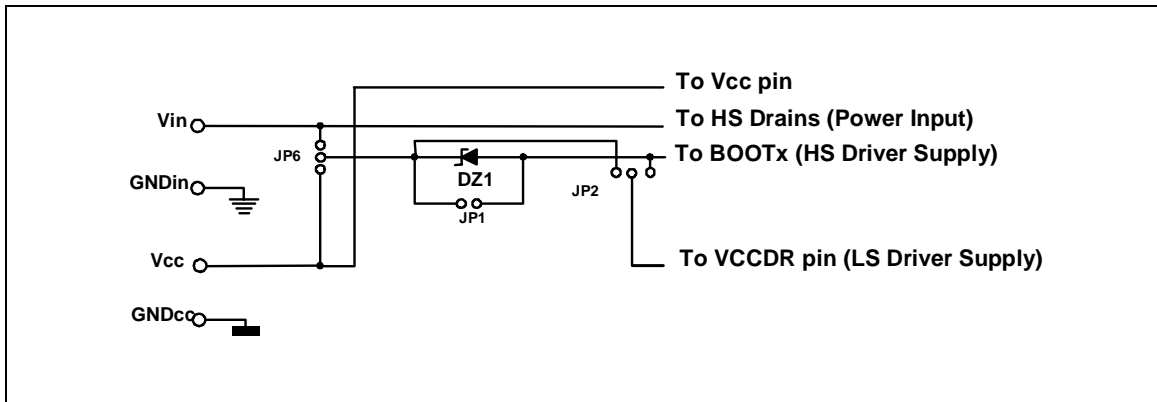 To Vcc pin
Vin
To HS Drains (Power Input)
JP6
To BOOTx (HS Driver Supply)
GNDin
DZ1
JP2
JP1
Vcc
To VCCDR pin (LS Driver Supply)
GNDcc